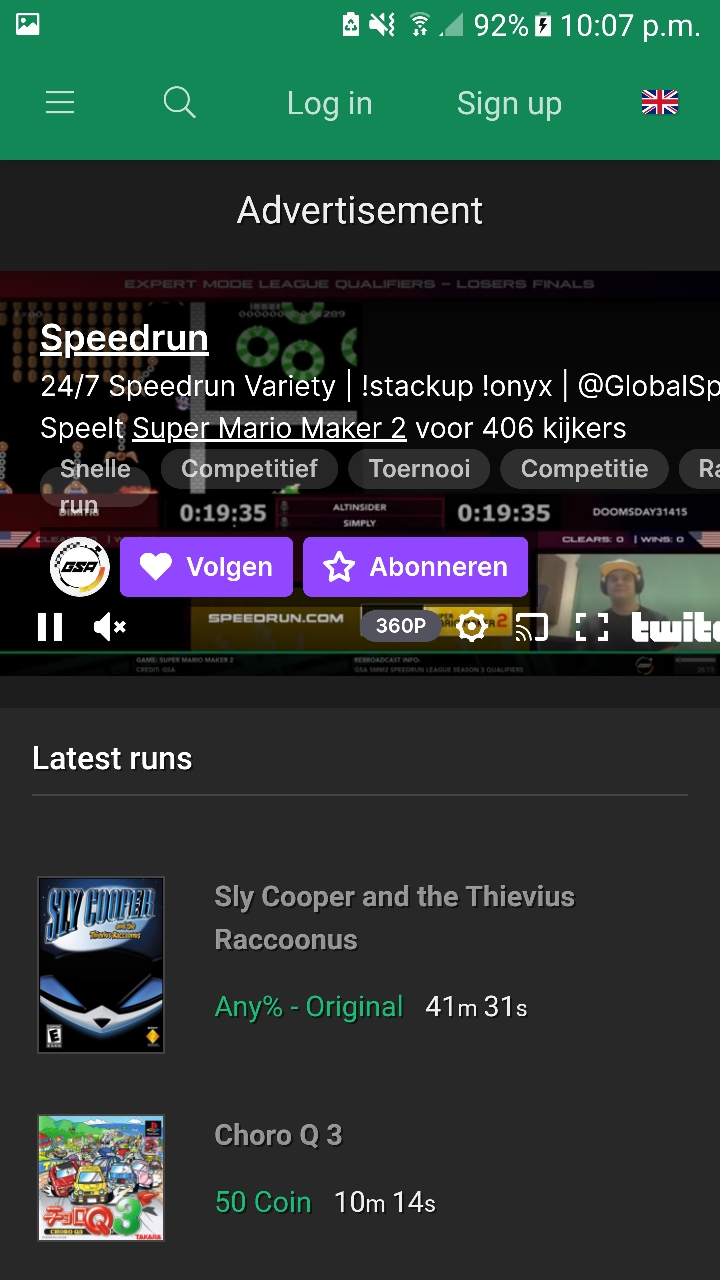 92% 10:07 p.m.
Log in Sign up
Advertisement
EXPERT MODE LEAGUE QUALIFIERS – LOSERS FINALS
Speedrun
24/7 Speedrun Variety | !stackup !onyx | @GlobalSp
Speelt Super Mario Maker 2 voor 406 kijkers
Snelle run Competitief Toernooi Competitie Ra
0:19:35 ALTINSIDER 0:19:35 DOOMSDAY31415
SIMPLY
CLEARS: 0 | WINS: 0
GSA Volgen Abonneren
SPEEDRUN.COM 360P twitc
GAME: SUPER MARIO MAKER 2 REBROADCAST INFO:
CREDIT: GSA GSA SMM2 SPEEDRUN LEAGUE SEASON 3 QUALIFIERS
Latest runs
SLY COOPER
and the
Thievius Raccoonus
Sly Cooper and the Thievius
Raccoonus
Any% - Original 41m 31s
Choro Q 3
50 Coin 10m 14s
チョロQ3
CHORO Q3
TAKARA